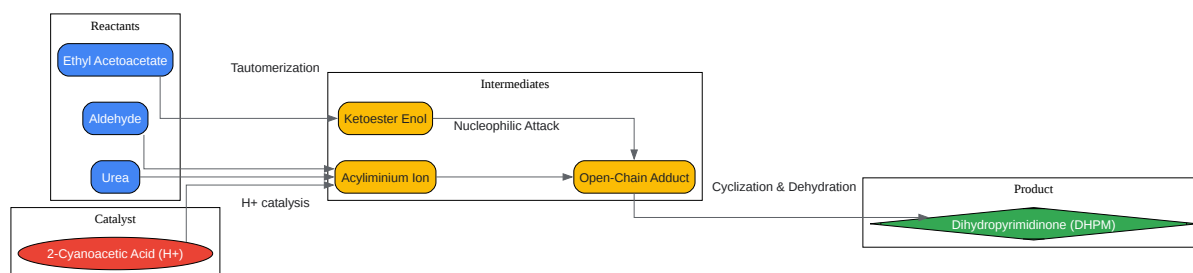 Reactants
Ethyl Acetoacetate
Aldehyde
Urea
Catalyst
2-Cyanoacetic Acid (H+)
Tautomerization
H+ catalysis
Intermediates
Ketoester Enol
Nucleophilic Attack
Acyliminium Ion
Open-Chain Adduct
Cyclization & Dehydration
Product
Dihydropyrimidinone (DHPM)